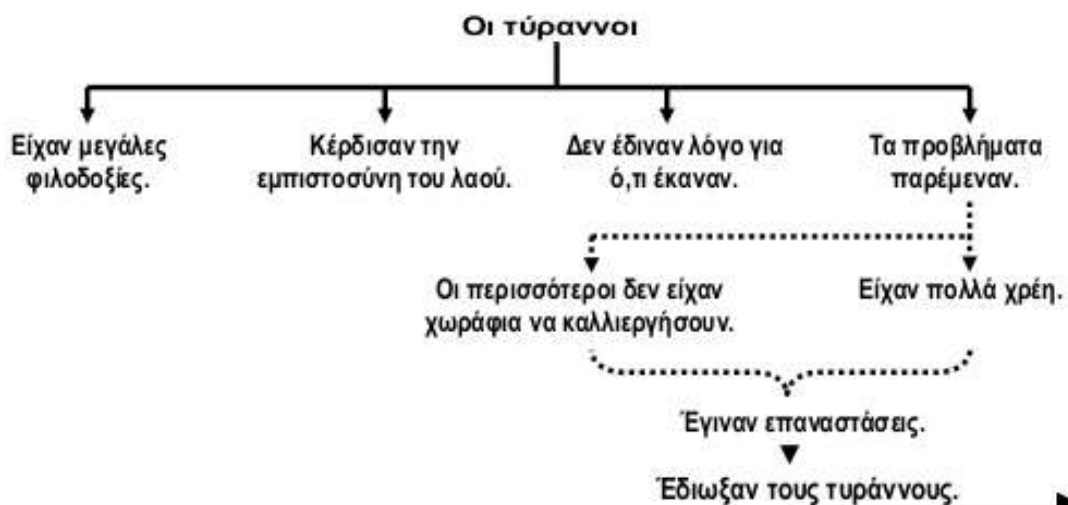 Οι τύραννοι
Είχαν μεγάλες
φιλοδοξίες.
Κέρδισαν την
εμπιστοσύνη του λαού.
Δεν έδιναν λόγο για
ό,τι έκαναν.
Τα προβλήματα
παρέμεναν.
Οι περισσότεροι δεν είχαν
χωράφια να καλλιεργήσουν.
Είχαν πολλά χρέη.
Έγιναν επαναστάσεις.
Έδιωξαν τους τυράννους.